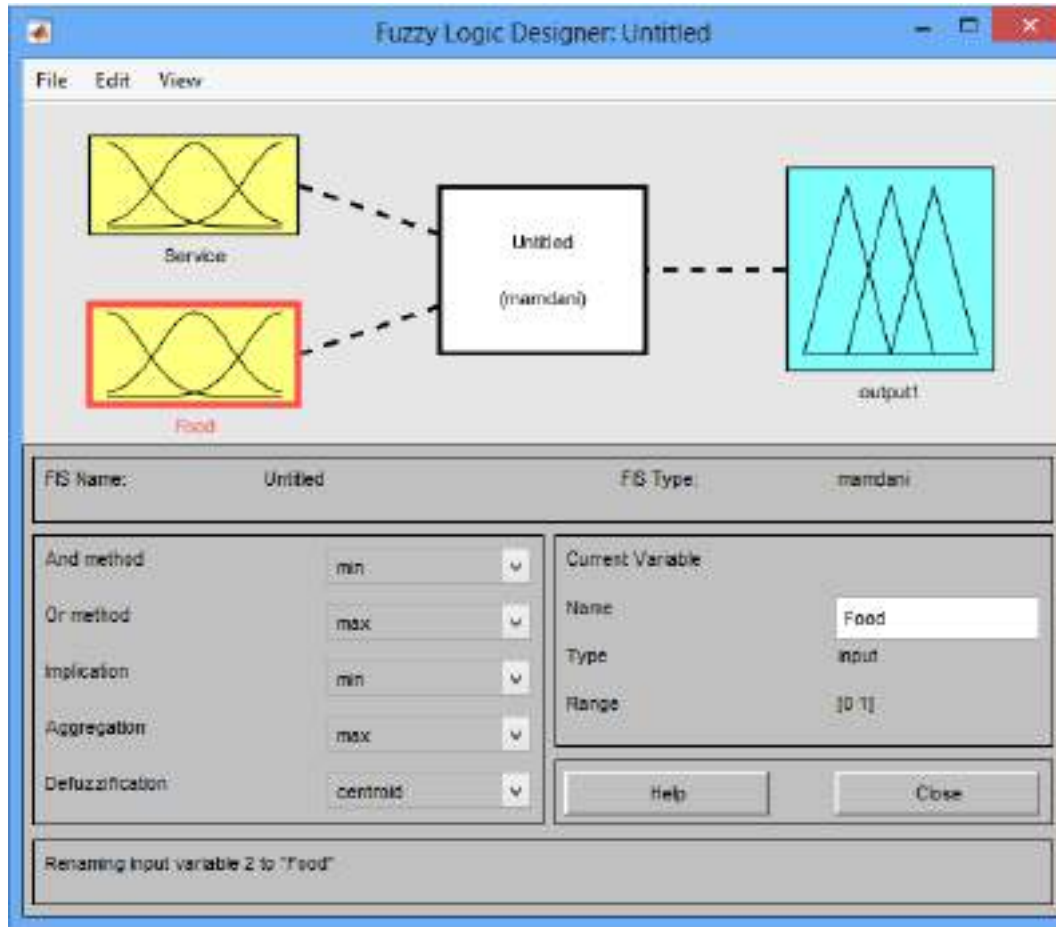 Fuzzy Logic Designer: Untitled
File Edit View
Service
Food
Untitled
(mamdani)
output1
FIS Name: Untitled FIS Type: mamdani
And method min
Or method max
Implication min
Aggregation max
Defuzzification centroid
Current Variable
Name Food
Type input
Range [0 1]
Help Close
Renaming input variable 2 to "Food"